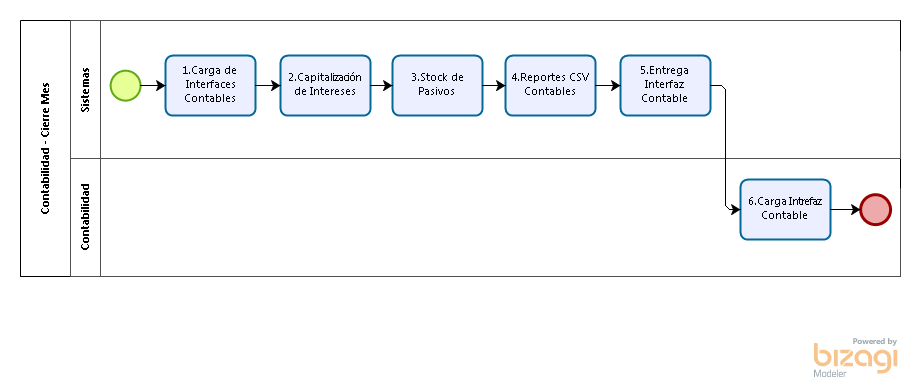 Contabilidad - Cierre Mes
Sistemas
1.Carga de
Interfaces
Contables
2.Capitalización
de Intereses
3.Stock de
Pasivos
4.Reportes CSV
Contables
5.Entrega
Interfaz
Contable
Contabilidad
6.Carga Intrefaz
Contable
Powered by
bizagi
Modeler